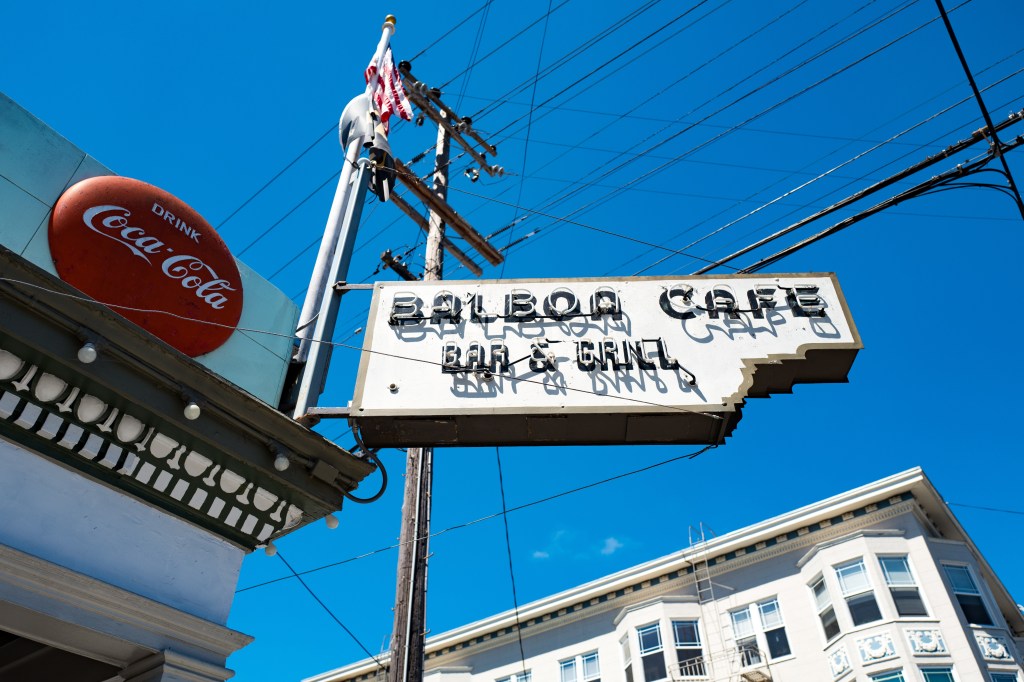 DRINK
Coca-Cola
BALBOA CAFE
BAR & GRILL